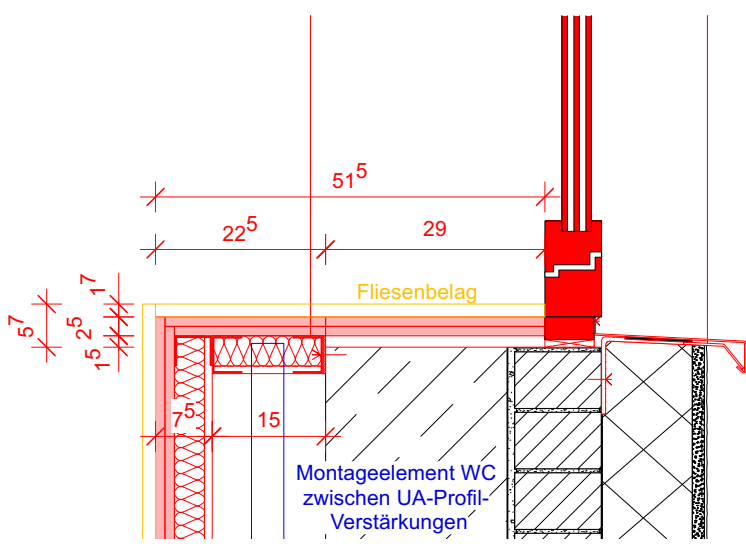 51⁵
22⁵
29
Fliesenbelag
1⁷
5⁷
2⁵
1⁵
7⁵
15
Montageelement WC
zwischen UA-Profil-
Verstärkungen